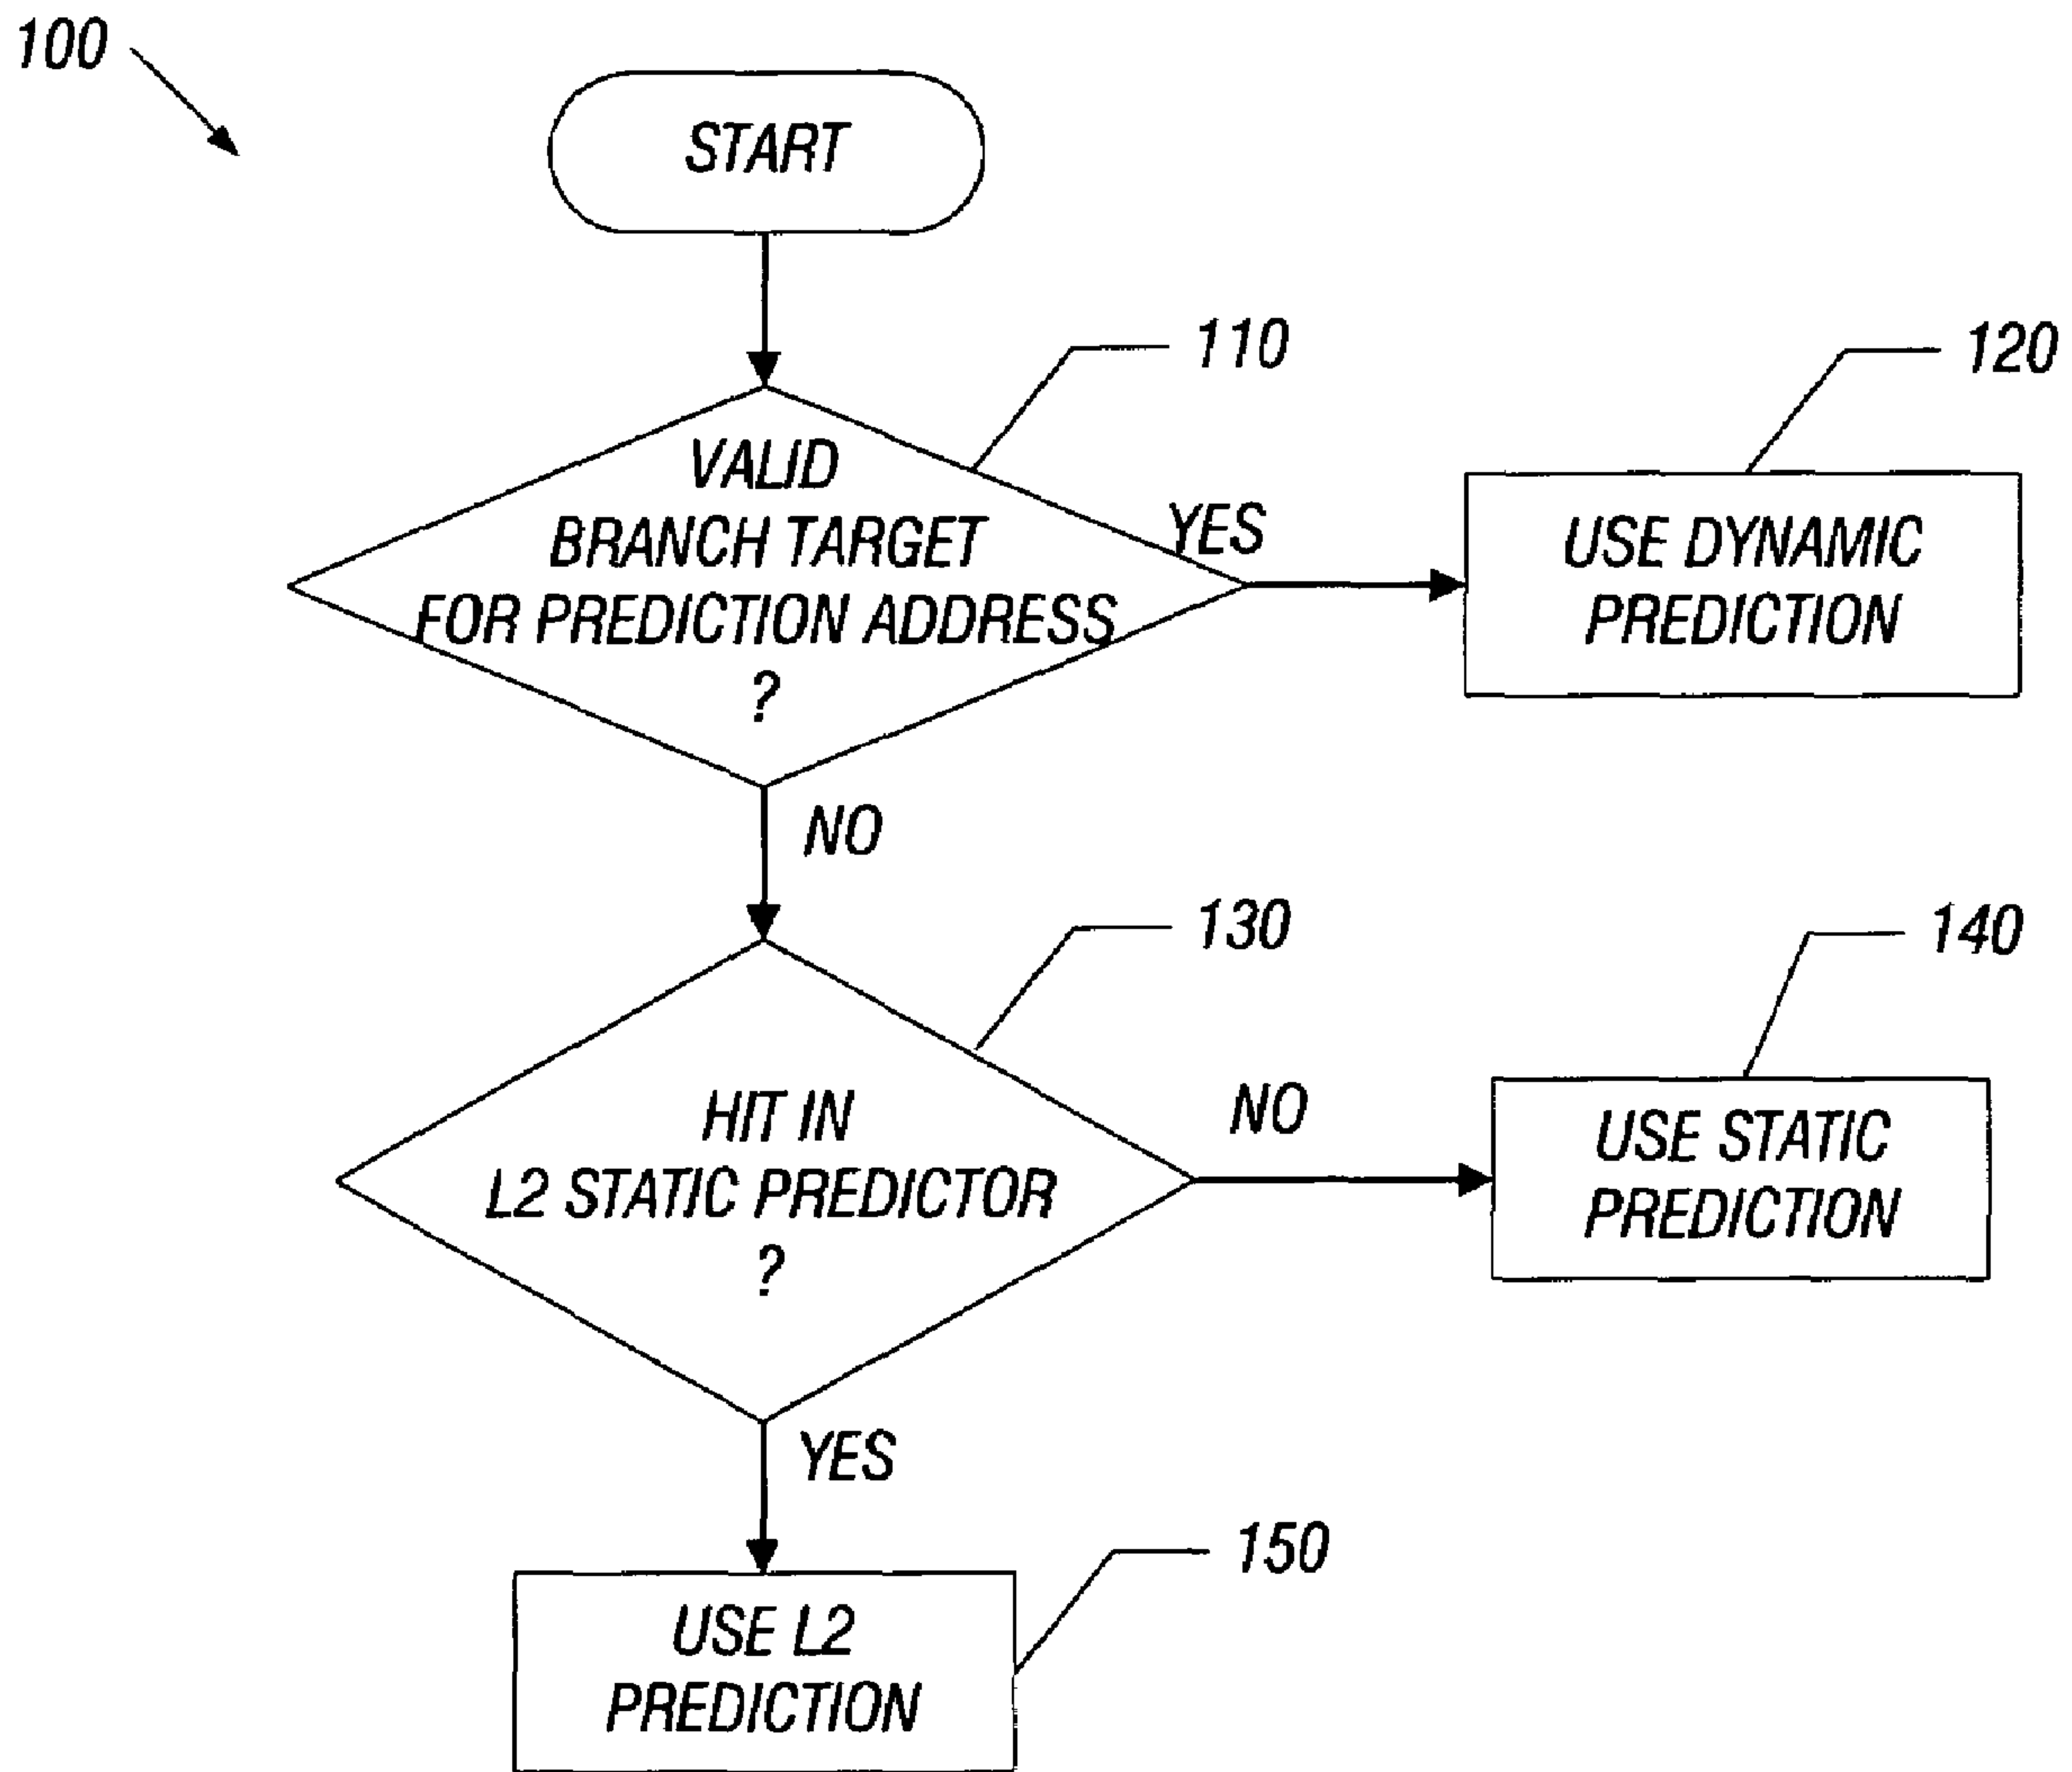 100
START
110
120
VALID
BRANCH TARGET
FOR PREDICTION ADDRESS
?
YES
USE DYNAMIC
PREDICTION
NO
130
140
HIT IN
L2 STATIC PREDICTOR
?
NO
USE STATIC
PREDICTION
YES
150
USE L2
PREDICTION